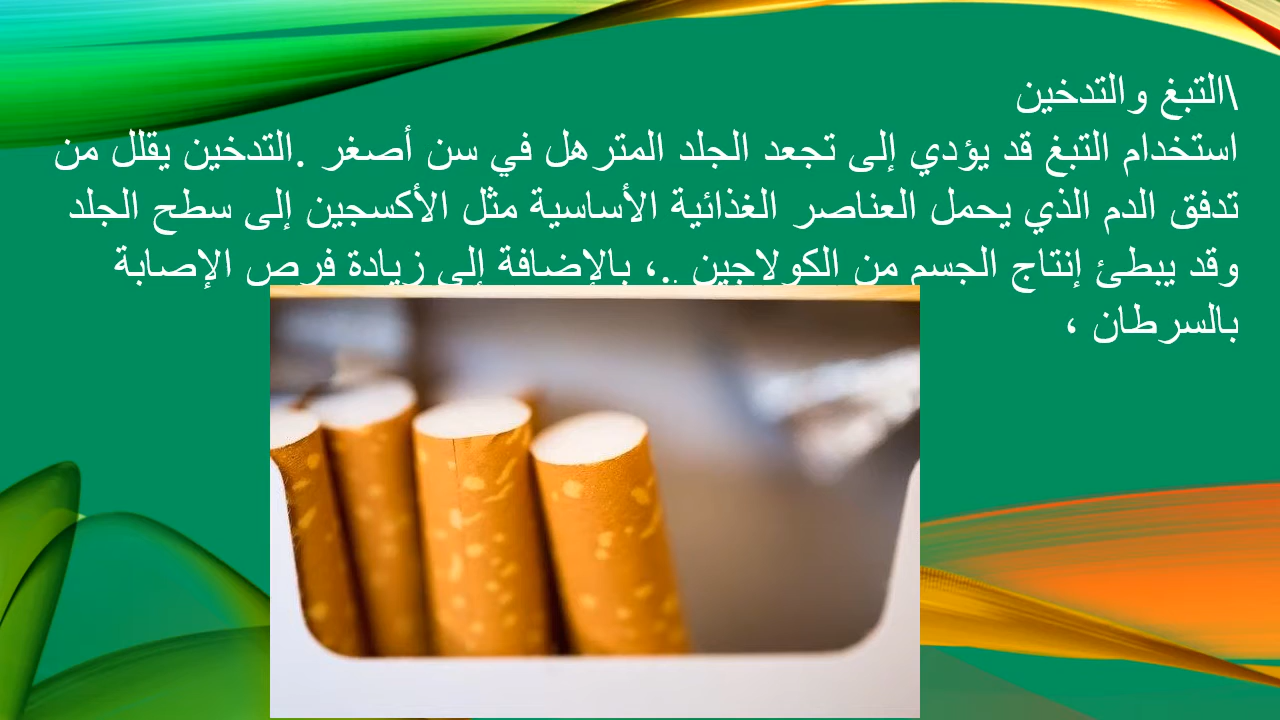 \التبغ والتدخين
استخدام التبغ قد يؤدي إلى تجعد الجلد المترهل في سن أصغر .التدخين يقلل من
تدفق الدم الذي يحمل العناصر الغذائية الأساسية مثل الأكسجين إلى سطح الجلد
وقد يبطئ إنتاج الجسم من الكولاجين ..، بالإضافة إلى زيادة فرص الإصابة
بالسرطان ،